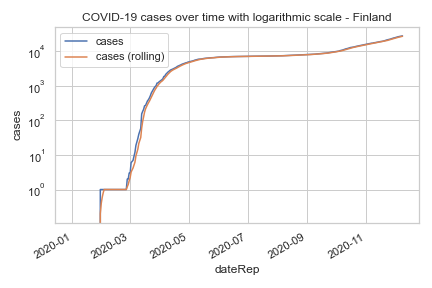 COVID-19 cases over time with logarithmic scale - Finland
cases
cases (rolling)
10^4
10^3
10^2
10^1
10^0
cases
2020-01
2020-03
2020-05
2020-07
2020-09
2020-11
dateRep